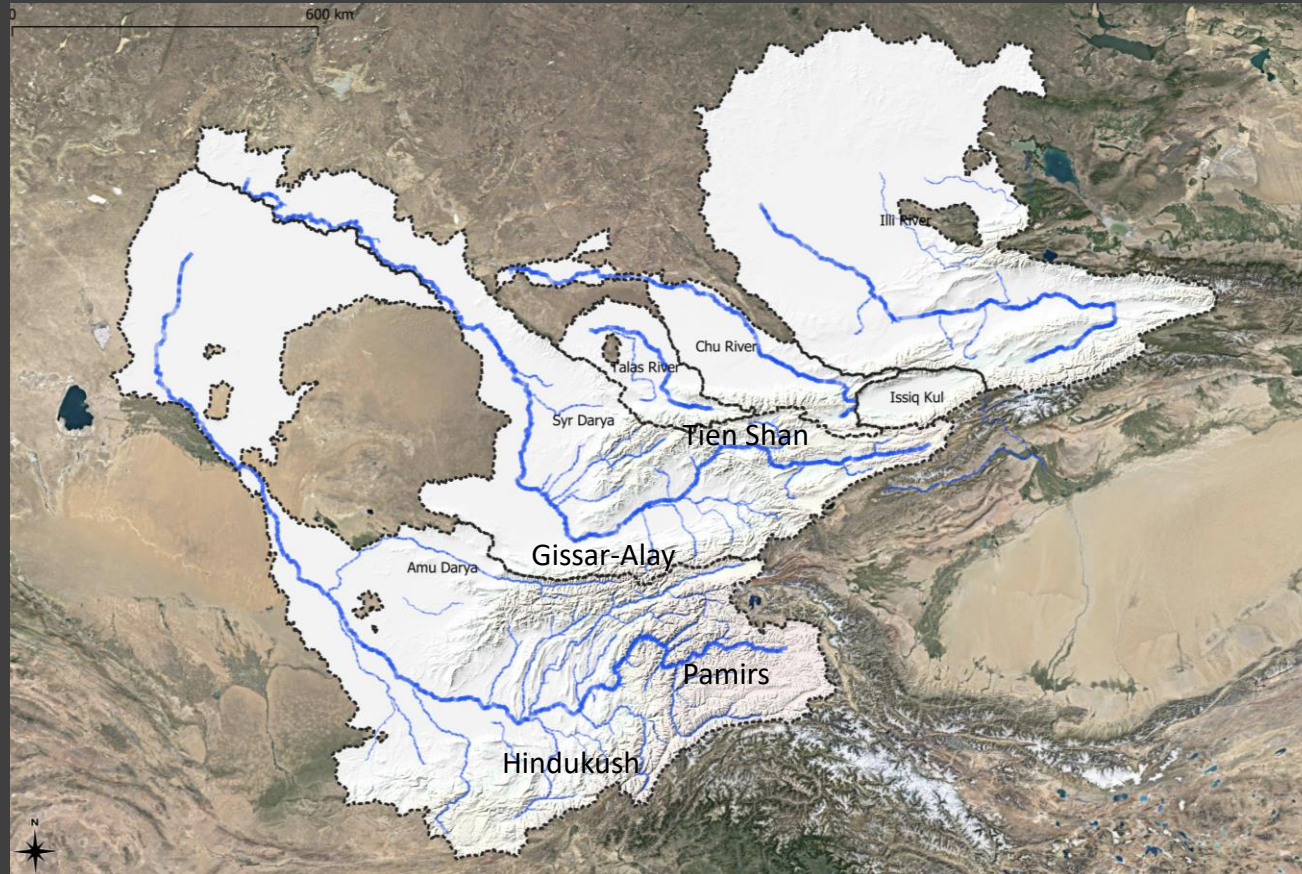 0
600 km
Illi River
Chu River
Talas River
Issiq Kul
Syr Darya
Tien Shan
Gissar-Alay
Amu Darya
Pamirs
Hindukush
N